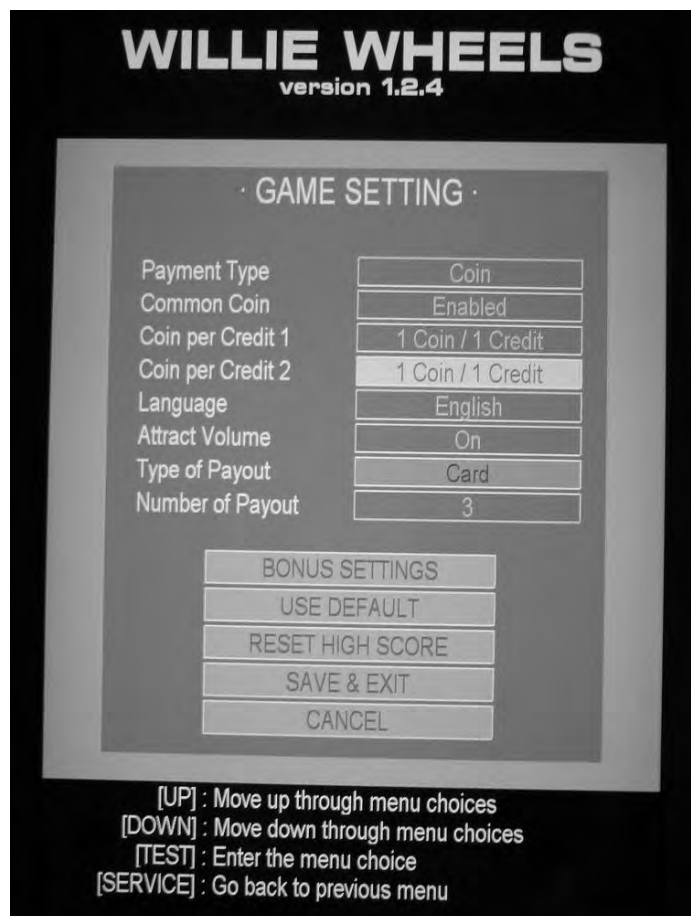 WILLIE WHEELS
version 1.2.4
· GAME SETTING ·
Payment Type Coin
Common Coin Enabled
Coin per Credit 1 1 Coin / 1 Credit
Coin per Credit 2 1 Coin / 1 Credit
Language English
Attract Volume On
Type of Payout Card
Number of Payout 3
BONUS SETTINGS
USE DEFAULT
RESET HIGH SCORE
SAVE & EXIT
CANCEL
[UP] : Move up through menu choices
[DOWN] : Move down through menu choices
[TEST] : Enter the menu choice
[SERVICE] : Go back to previous menu